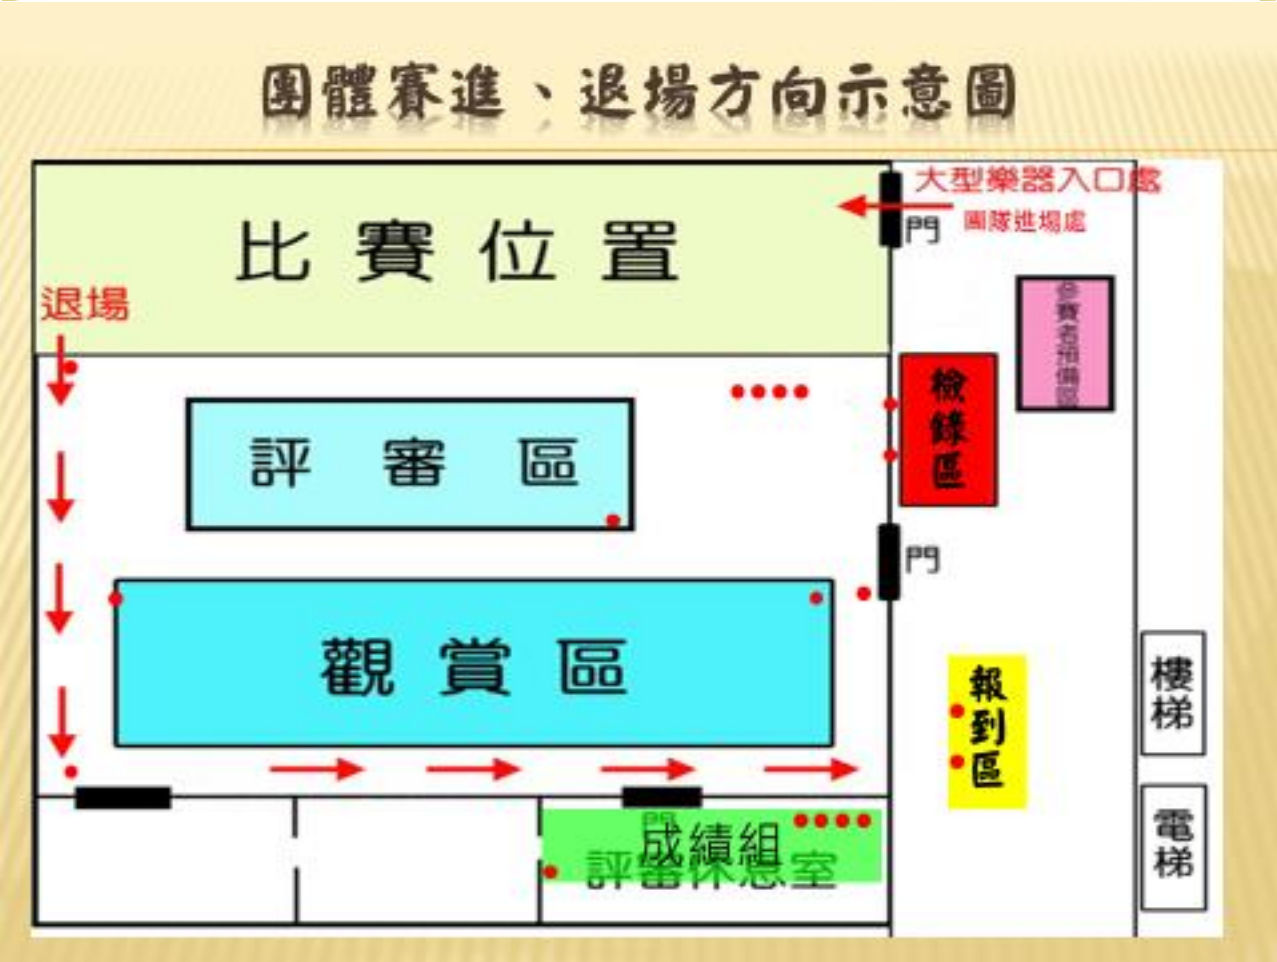 團體賽進、退場方向示意圖
大型樂器入口處
團隊進場處
門
比賽位置
退場
參賽者預備區
檢錄區
評審區
門
觀賞區
報到區
樓梯
門
成績組
評審休息室
電梯